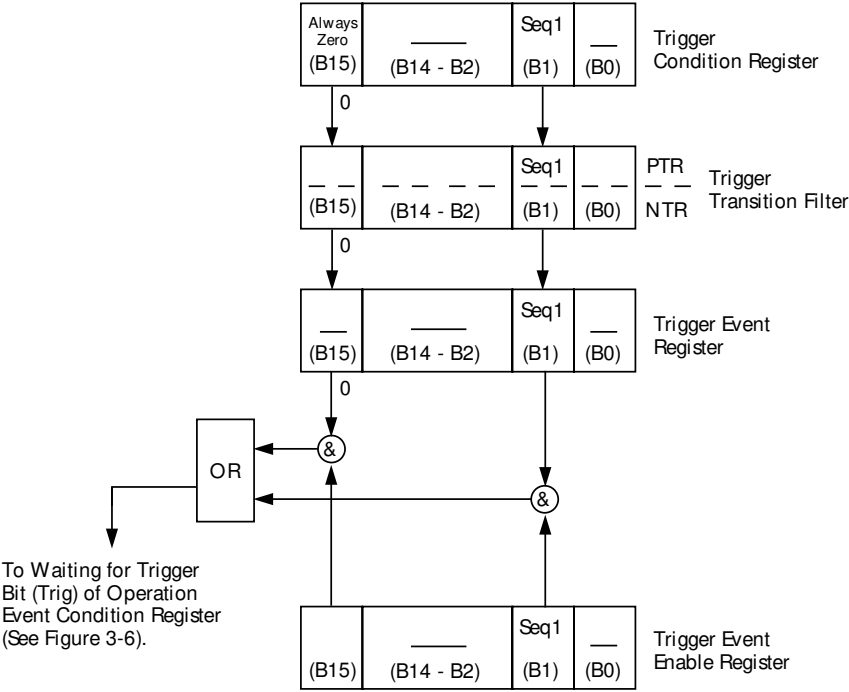 Always
Zero
(B15)
(B14 - B2)
Seq1
(B1)
(B0)
Trigger
Condition Register
0
(B15)
(B14 - B2)
Seq1
(B1)
(B0)
PTR
NTR
Trigger
Transition Filter
0
(B15)
(B14 - B2)
Seq1
(B1)
(B0)
Trigger Event
Register
0
&
OR
&
To Waiting for Trigger
Bit (Trig) of Operation
Event Condition Register
(See Figure 3-6).
(B15)
(B14 - B2)
Seq1
(B1)
(B0)
Trigger Event
Enable Register